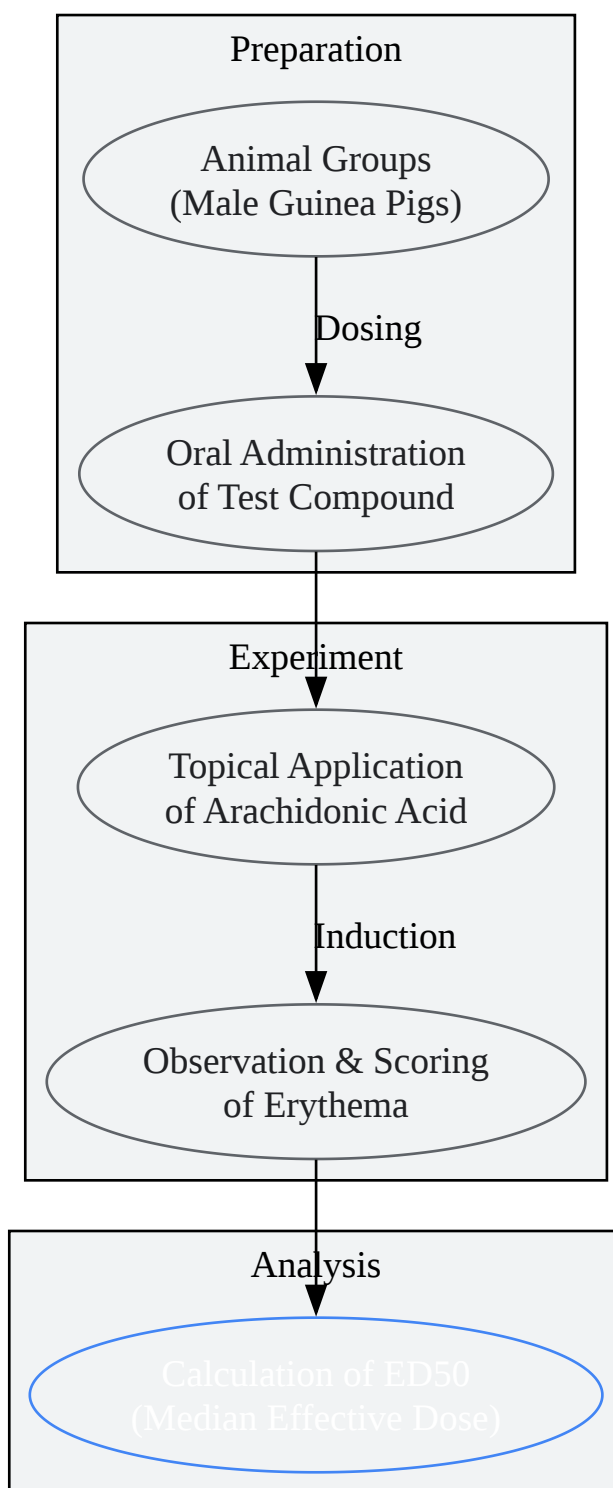 Preparation
Animal Groups
(Male Guinea Pigs)
Dosing
Oral Administration
of Test Compound
Experiment
Topical Application
of Arachidonic Acid
Induction
Observation & Scoring
of Erythema
Analysis
Calculation of ED50
(Median Effective Dose)